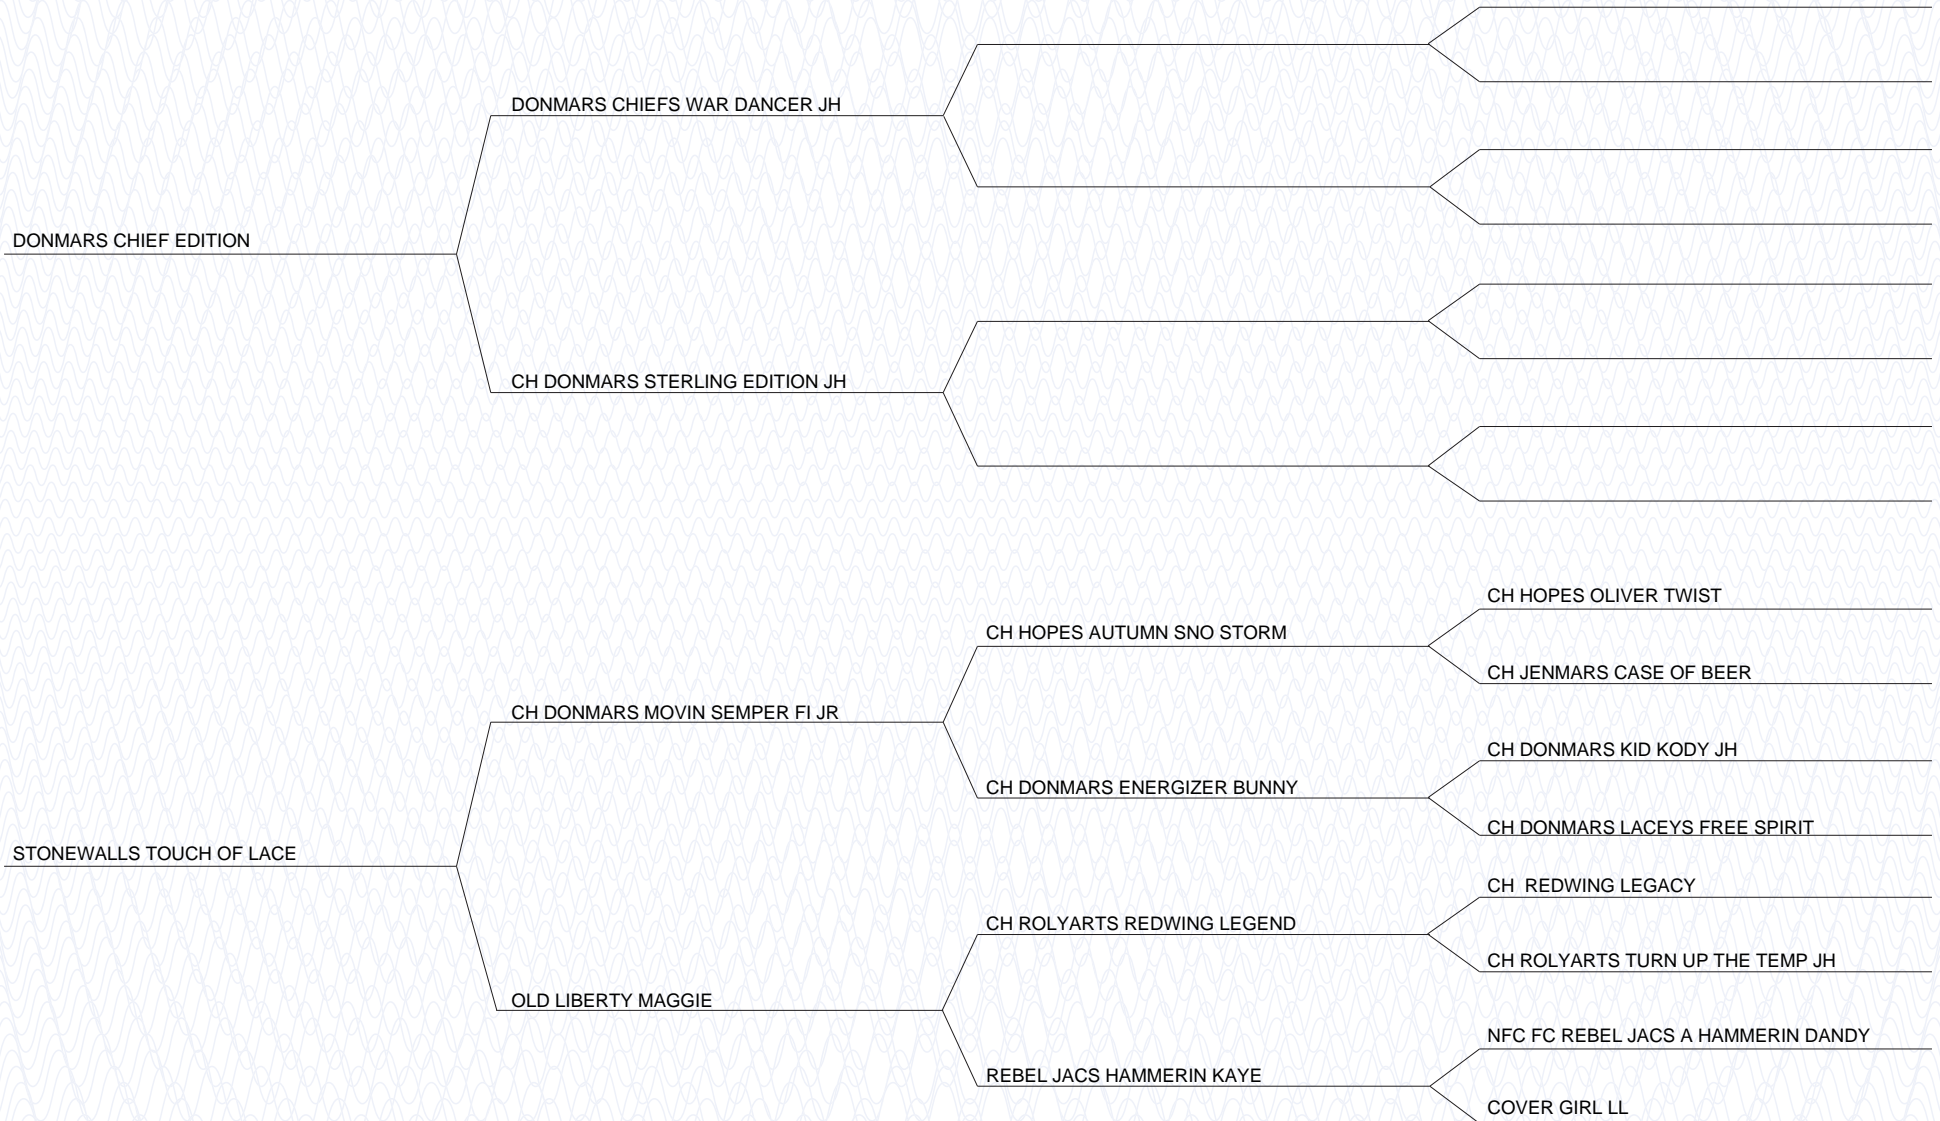 DONMARS CHIEFS WAR DANCER JH
DONMARS CHIEF EDITION
CH DONMARS STERLING EDITION JH
CH HOPES OLIVER TWIST
CH HOPES AUTUMN SNO STORM
CH JENMARS CASE OF BEER
CH DONMARS MOVIN SEMPER FI JR
CH DONMARS KID KODY JH
CH DONMARS ENERGIZER BUNNY
CH DONMARS LACEYS FREE SPIRIT
STONEWALLS TOUCH OF LACE
CH  REDWING LEGACY
CH ROLYARTS REDWING LEGEND
CH ROLYARTS TURN UP THE TEMP JH
OLD LIBERTY MAGGIE
NFC FC REBEL JACS A HAMMERIN DANDY
REBEL JACS HAMMERIN KAYE
COVER GIRL LL